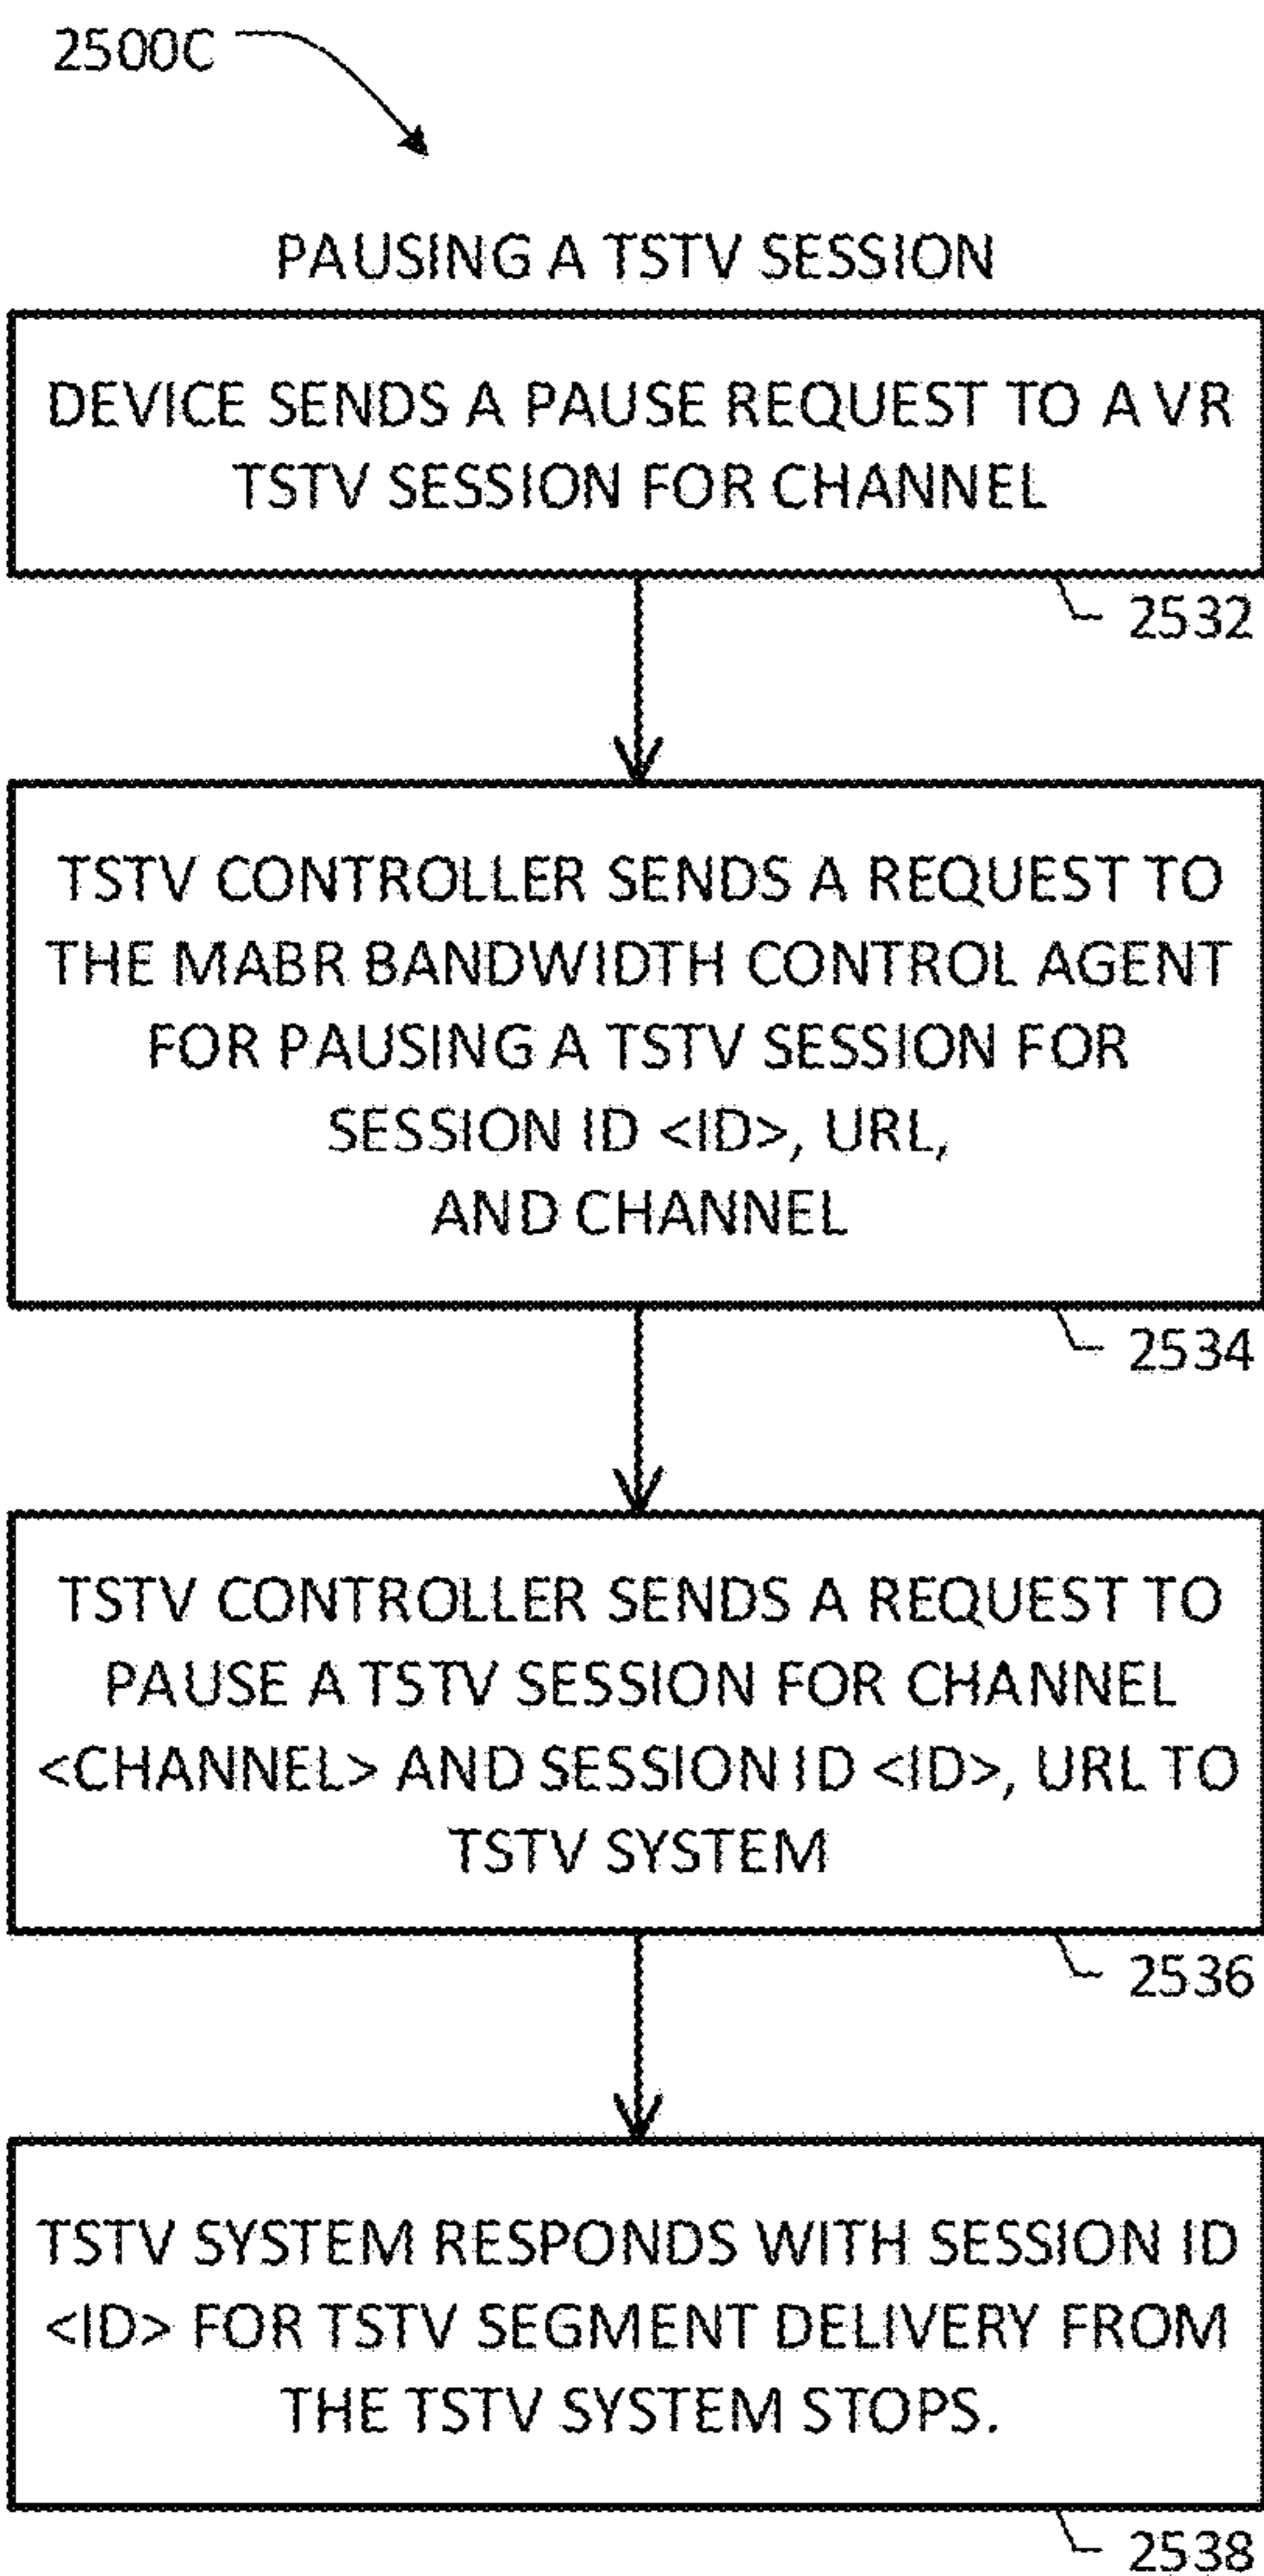 2500C
PAUSING A TSTV SESSION
DEVICE SENDS A PAUSE REQUEST TO A VR
TSTV SESSION FOR CHANNEL
2532
TSTV CONTROLLER SENDS A REQUEST TO
THE MABR BANDWIDTH CONTROL AGENT
FOR PAUSING A TSTV SESSION FOR
SESSION ID <ID>, URL,
AND CHANNEL
2534
TSTV CONTROLLER SENDS A REQUEST TO
PAUSE A TSTV SESSION FOR CHANNEL
<CHANNEL> AND SESSION ID <ID>, URL TO
TSTV SYSTEM
2536
TSTV SYSTEM RESPONDS WITH SESSION ID
<ID> FOR TSTV SEGMENT DELIVERY FROM
THE TSTV SYSTEM STOPS.
2538